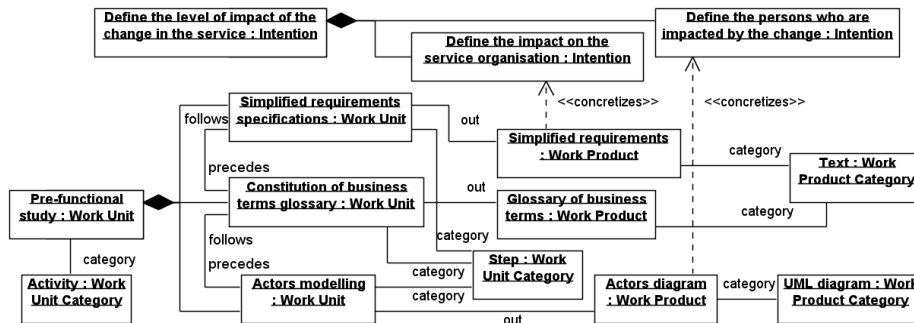 Define the level of impact of the
change in the service : Intention
Define the persons who are
impacted by the change : Intention
Define the impact on the
service organisation : Intention
<<concretizes>>
<<concretizes>>
Simplified requirements
specifications : Work Unit
follows
out
Simplified requirements
: Work Product
category
Text : Work
Product Category
precedes
Constitution of business
terms glossary : Work Unit
out
Glossary of business
terms : Work Product
category
Pre-functional
study : Work Unit
follows
category
category
precedes
Step : Work
Unit Category
category
category
Activity : Work
Unit Category
Actors modelling
: Work Unit
category
out
Actors diagram
: Work Product
UML diagram : Work
Product Category